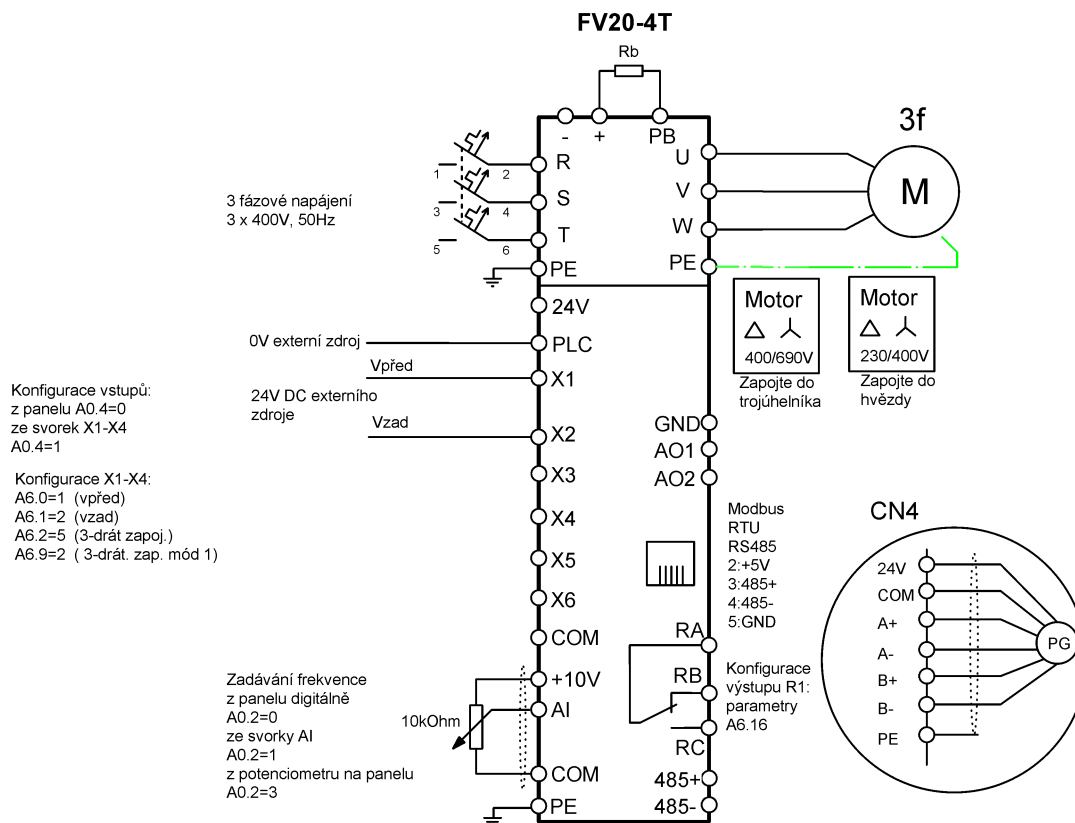 FV20-4T
Rb
-
+
PB
3f
R
S
T
PE
1
2
3
4
5
6
3 fázové napájení
3 x 400V, 50Hz
U
V
W
PE
M
Motor
400/690V
Zapojte do
trojúhelníka
Motor
230/400V
Zapojte do
hvězdy
24V
PLC
X1
X2
X3
X4
X5
X6
COM
+10V
AI
COM
PE
0V externí zdroj
Vpřed
24V DC externího
zdroje
Vzad
Konfigurace vstupů:
z panelu A0.4=0
ze svorek X1-X4
A0.4=1
Konfigurace X1-X4:
A6.0=1 (vpřed)
A6.1=2 (vzad)
A6.2=5 (3-drát zapoj.)
A6.9=2 ( 3-drát. zap. mód 1)
Zadávání frekvence
z panelu digitálně
A0.2=0
ze svorky AI
A0.2=1
z potenciometru na panelu
A0.2=3
10kOhm
GND
AO1
AO2
Modbus
RTU
RS485
2:+5V
3:485+
4:485-
5:GND
RA
RB
RC
485+
485-
Konfigurace
výstupu R1:
parametry
A6.16
CN4
24V
COM
A+
A-
B+
B-
PE
PG